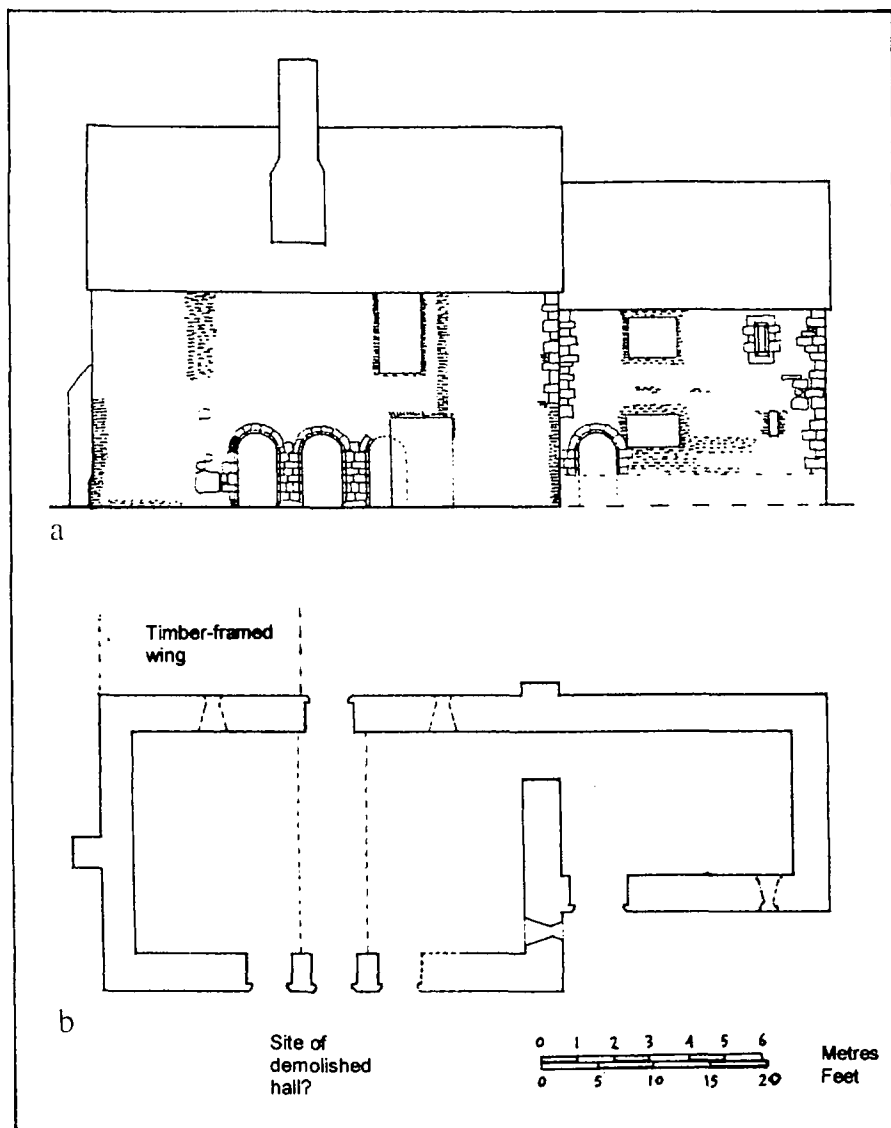 a
Timber-framed
wing
b
Site of
demolished
hall?
0 1 2 3 4 5 6
Metres
0 5 10 15 20
Feet